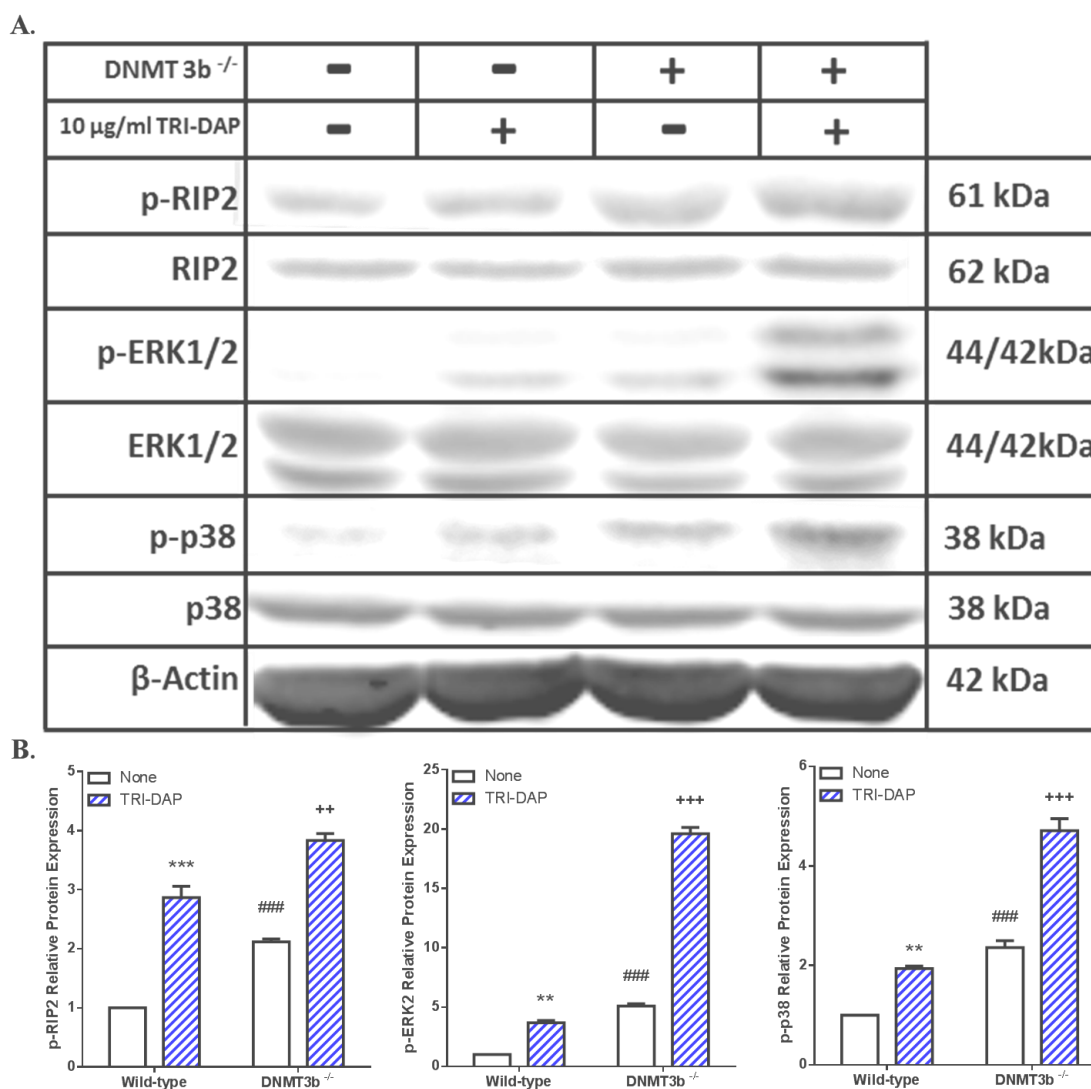 A.
DNMT 3b -/- - - + +
10 µg/ml TRI-DAP - + - +
p-RIP2 61 kDa
RIP2 62 kDa
p-ERK1/2 44/42kDa
ERK1/2 44/42kDa
p-p38 38 kDa
p38 38 kDa
β-Actin 42 kDa
B.
p-RIP2 Relative Protein Expression
5
4
3
2
1
0
None
TRI-DAP
***
###
++
Wild-type DNMT3b -/-
p-ERK2 Relative Protein Expression
25
20
15
10
5
0
None
TRI-DAP
**
###
+++
Wild-type DNMT3b -/-
p-p38 Relative Protein Expression
6
4
2
0
None
TRI-DAP
**
###
+++
Wild-type DNMT3b -/-